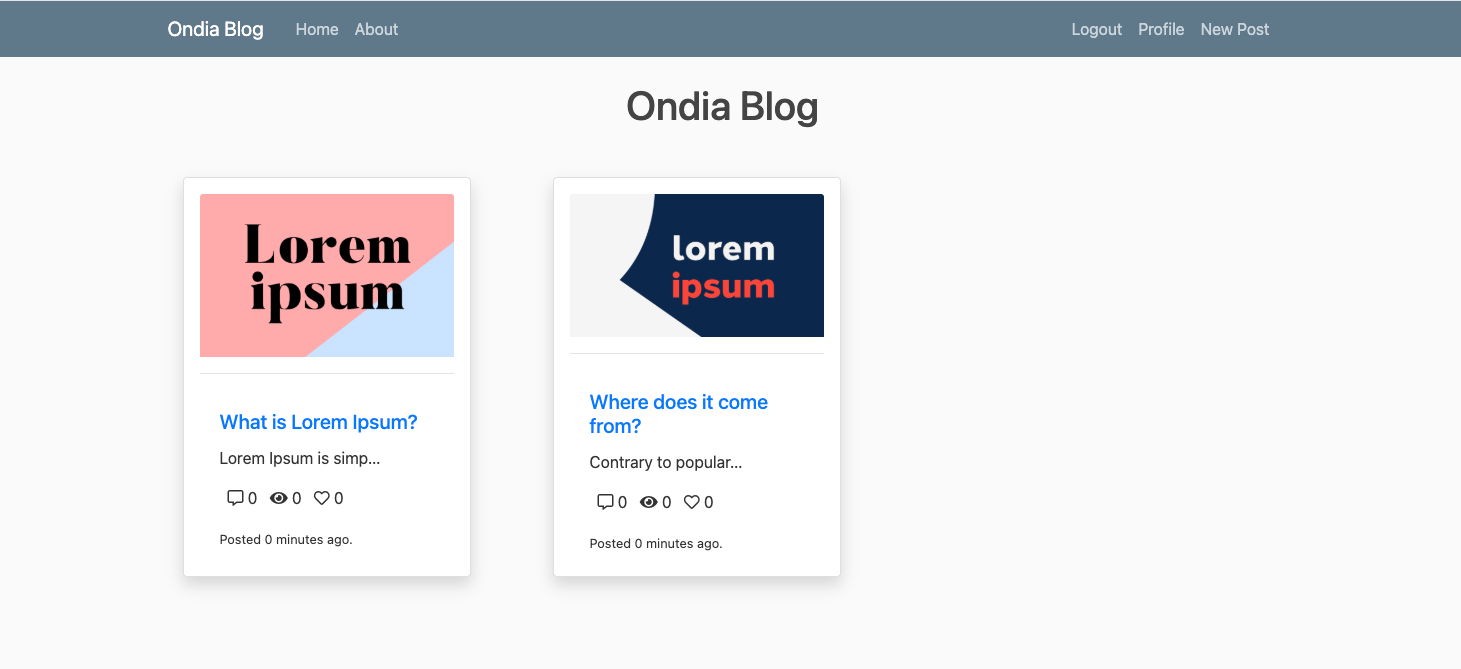 Ondia Blog Home About Logout Profile New Post
Ondia Blog
Lorem
ipsum
What is Lorem Ipsum?
Lorem Ipsum is simp...
0 0 0
Posted 0 minutes ago.
lorem
ipsum
Where does it come
from?
Contrary to popular...
0 0 0
Posted 0 minutes ago.